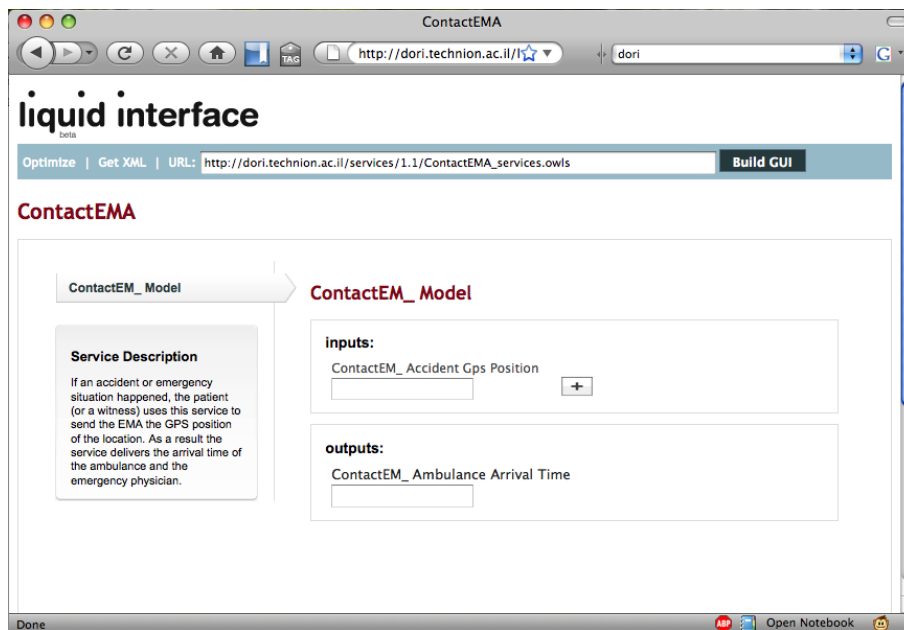 ContactEMA
TAG
http://dori.technion.ac.il/l
dori
G
liquid interface
beta
Optimize | Get XML | URL: http://dori.technion.ac.il/services/1.1/ContactEMA_services.owls Build GUI
ContactEMA
ContactEM_ Model
Service Description
If an accident or emergency
situation happened, the patient
(or a witness) uses this service to
send the EMA the GPS position
of the location. As a result the
service delivers the arrival time of
the ambulance and the
emergency physician.
ContactEM_ Model
inputs:
ContactEM_ Accident Gps Position
+
outputs:
ContactEM_ Ambulance Arrival Time
Done
ABP
Open Notebook